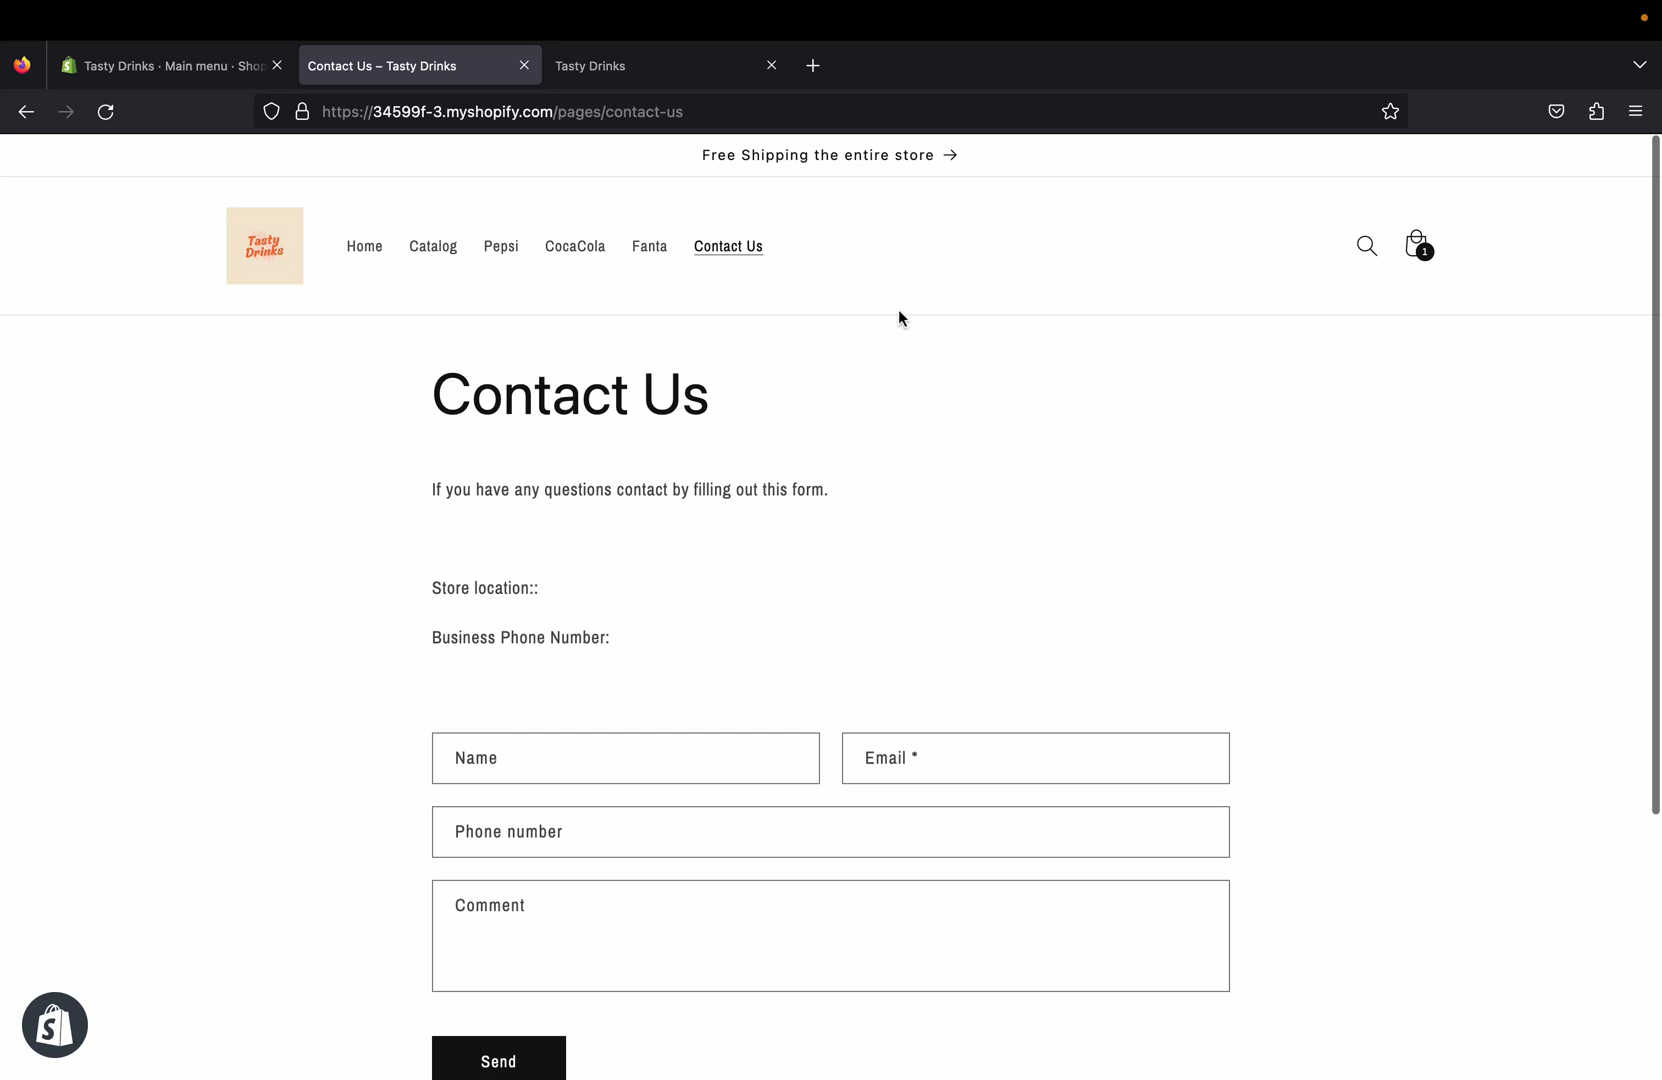 Tasty Drinks · Main menu · Shop
Contact Us – Tasty Drinks
Tasty Drinks
https://34599f-3.myshopify.com/pages/contact-us
Free Shipping the entire store →
Tasty
Drinks
Home
Catalog
Pepsi
CocaCola
Fanta
Contact Us
1
Contact Us
If you have any questions contact by filling out this form.
Store location::
Business Phone Number:
Name
Email *
Phone number
Comment
Send